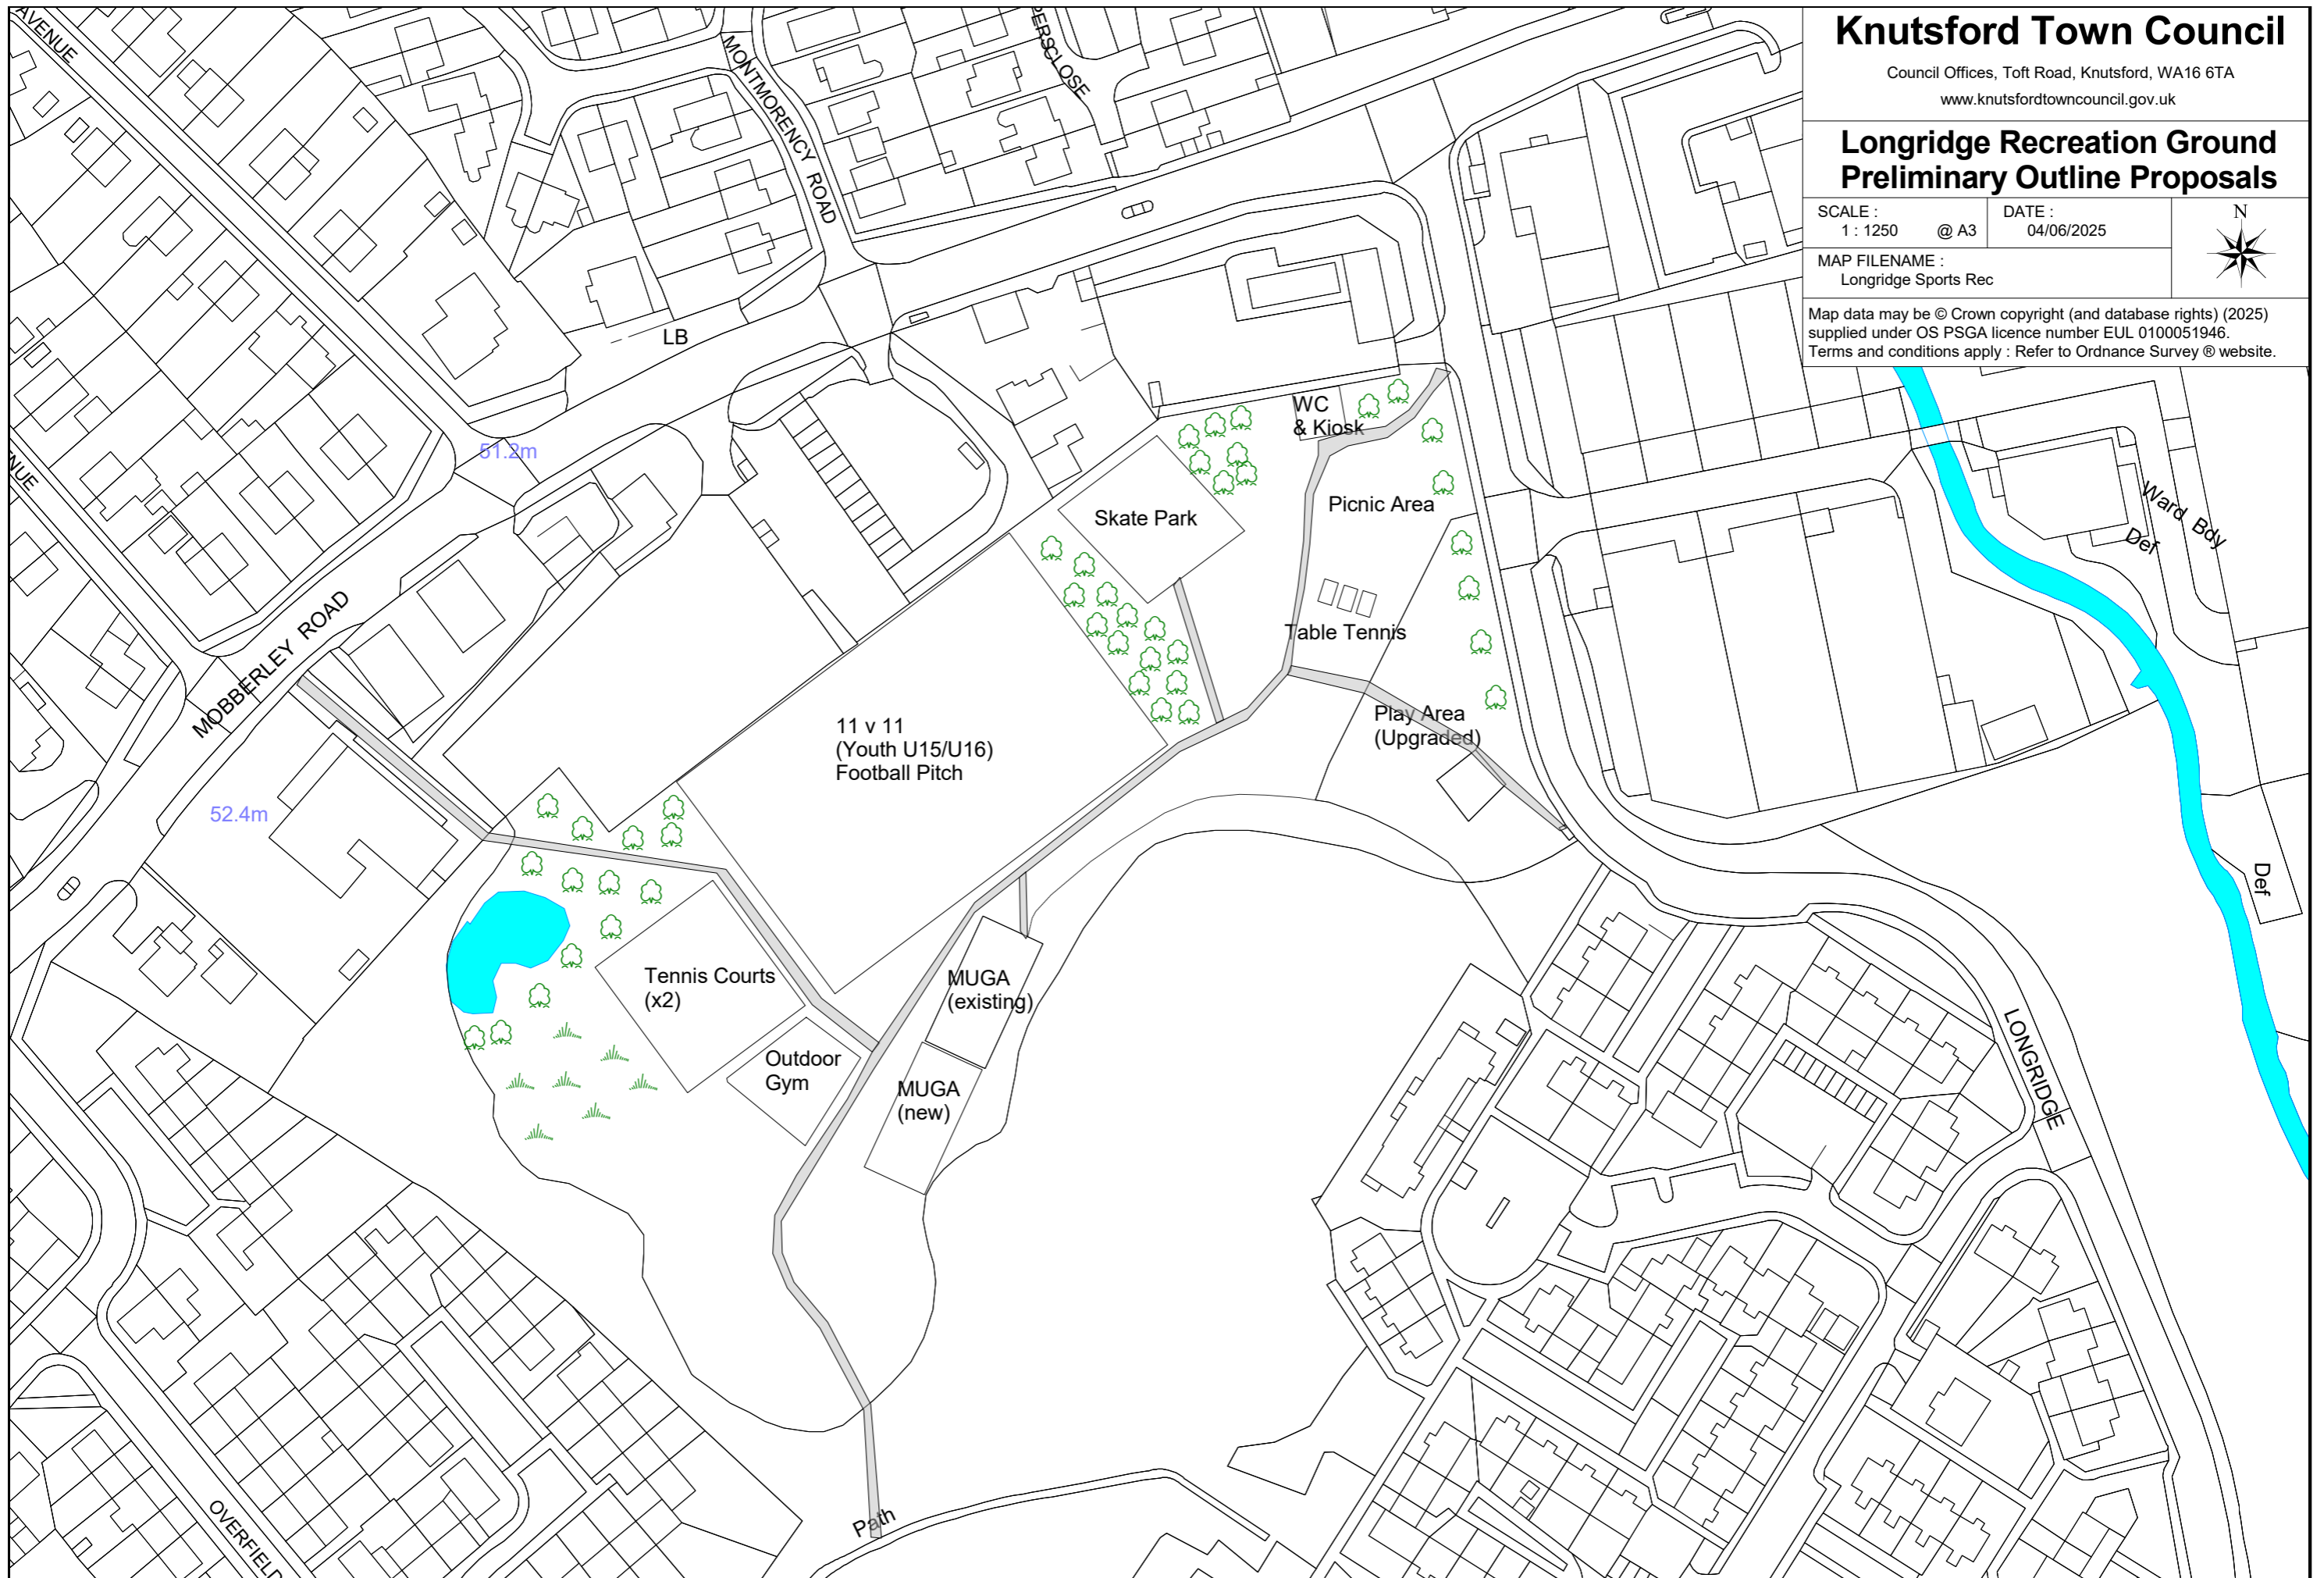 AVENUE
MONTMORENCY ROAD
PERSCLOSE
Knutsford Town Council
Council Offices, Toft Road, Knutsford, WA16 6TA
www.knutsfordtowncouncil.gov.uk
Longridge Recreation Ground
Preliminary Outline Proposals
SCALE :
1 : 1250 @ A3
DATE :
04/06/2025
N
MAP FILENAME :
Longridge Sports Rec
Map data may be © Crown copyright (and database rights) (2025)
supplied under OS PSGA licence number EUL 0100051946.
Terms and conditions apply : Refer to Ordnance Survey ® website.
LB
WC
& Kiosk
51.2m
NUE
Picnic Area
Skate Park
Ward Bdy
Def
MOBBERLEY ROAD
Table Tennis
11 v 11
(Youth U15/U16)
Football Pitch
Play Area
(Upgraded)
52.4m
Def
Tennis Courts
(x2)
MUGA
(existing)
Outdoor
Gym
MUGA
(new)
LONGRIDGE
Path
OVERFIELD